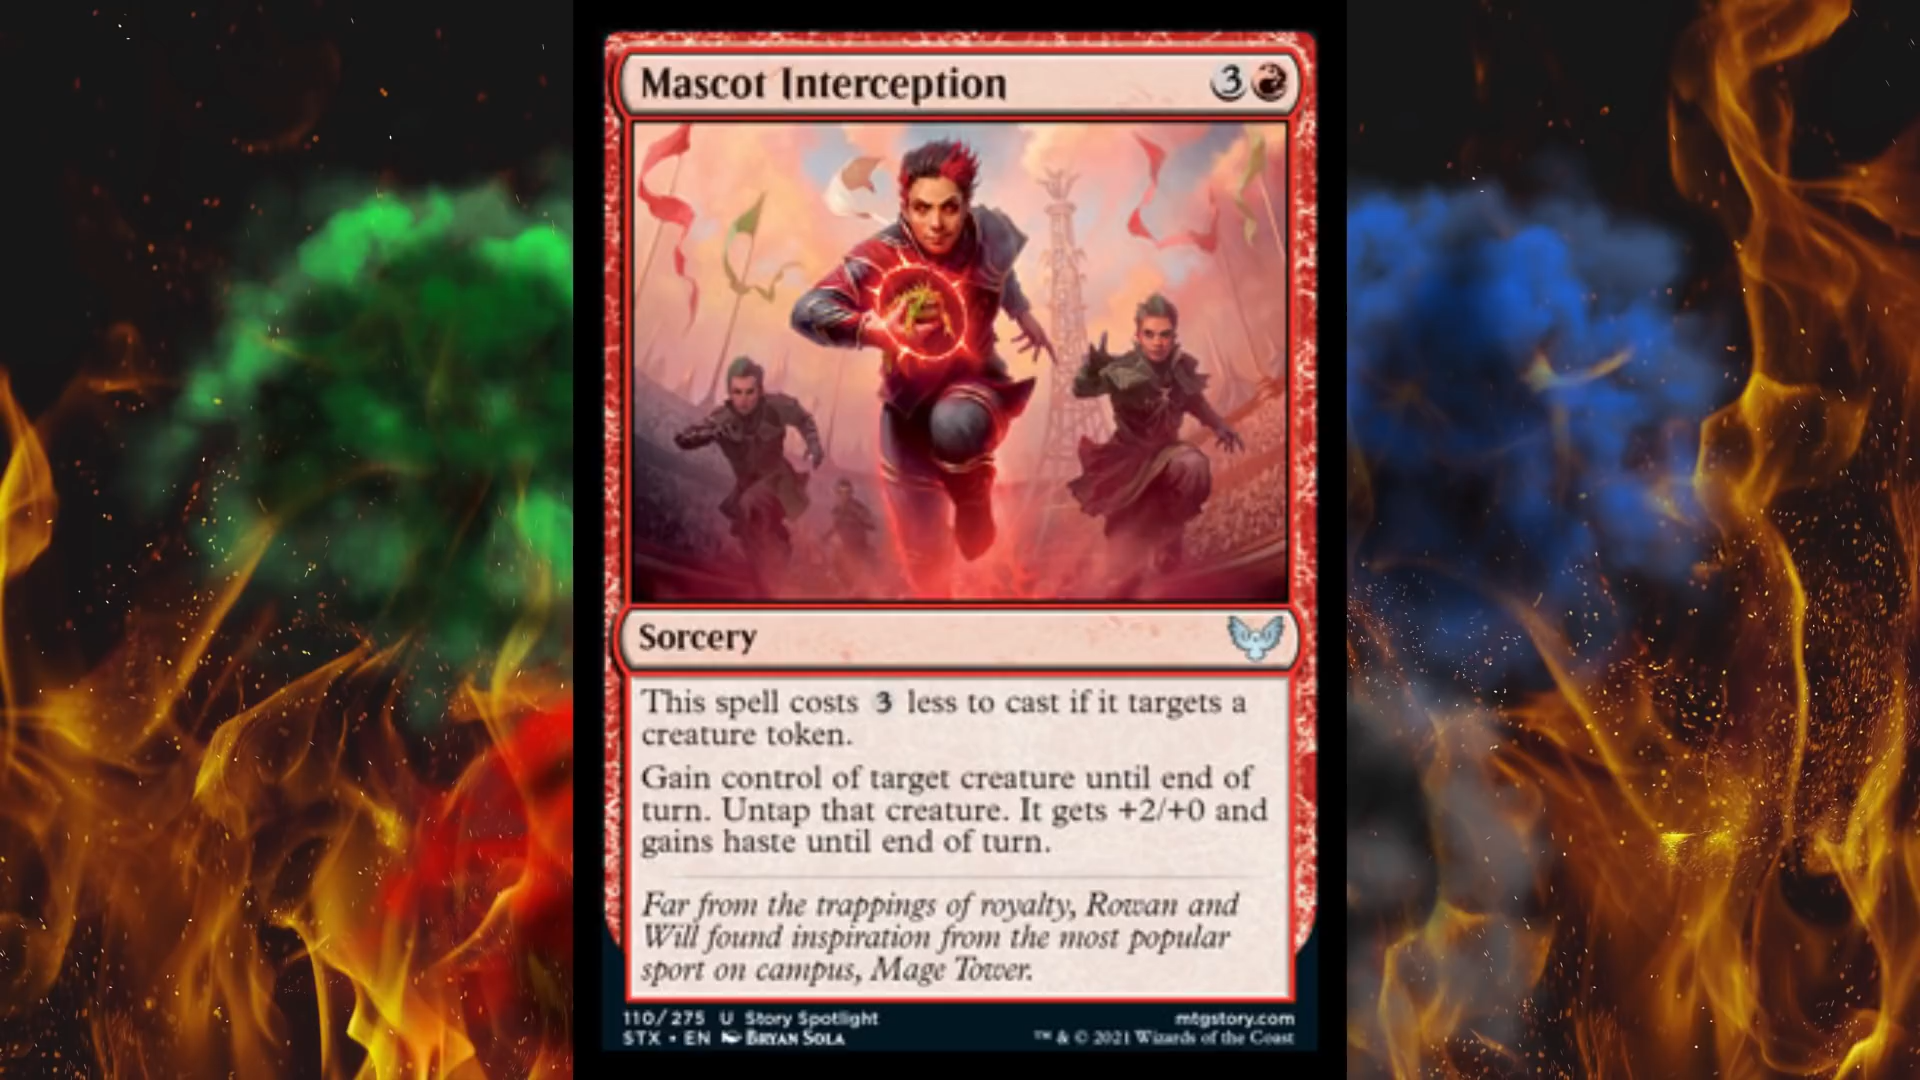 Mascot Interception 3
Sorcery
This spell costs 3 less to cast if it targets a
creature token.
Gain control of target creature until end of
turn. Untap that creature. It gets +2/+0 and
gains haste until end of turn.
Far from the trappings of royalty, Rowan and
Will found inspiration from the most popular
sport on campus, Mage Tower.
110/275 U Story Spotlight
mtgstory.com
STX • EN BRYAN SOLA
™ & © 2021 Wizards of the Coast